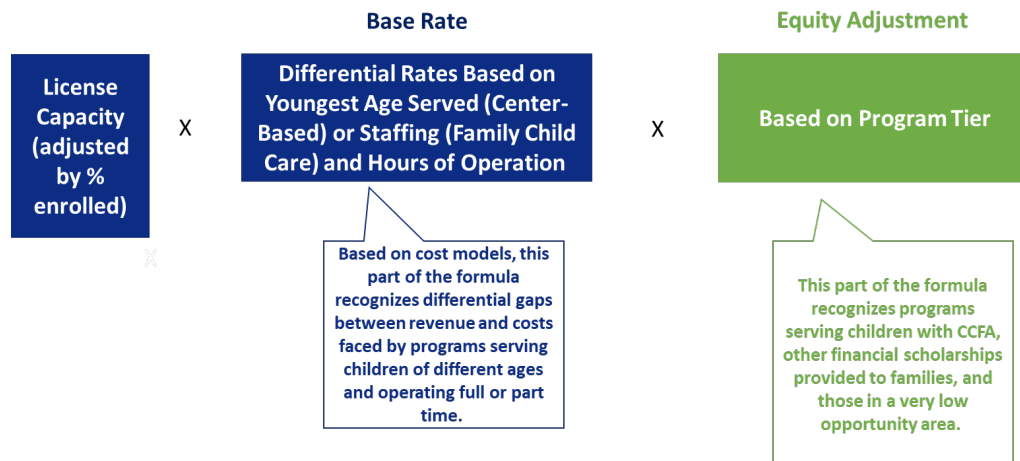 Base Rate
Equity Adjustment
License
Capacity
(adjusted
by %
enrolled)
X
Differential Rates Based on
Youngest Age Served (Center-
Based) or Staffing (Family Child
Care) and Hours of Operation
X
Based on Program Tier
X
Based on cost models, this
part of the formula
recognizes differential gaps
between revenue and costs
faced by programs serving
children of different ages
and operating full or part
time.
This part of the formula
recognizes programs
serving children with CCFA,
other financial scholarships
provided to families, and
those in a very low
opportunity area.